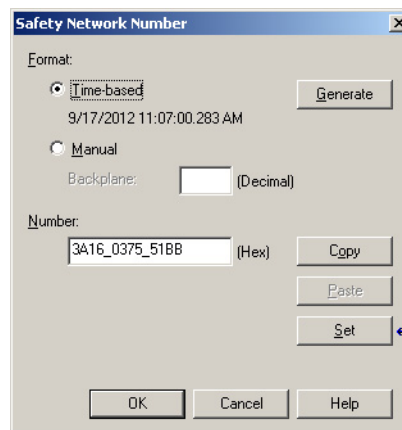 Safety Network Number
Format:
Time-based
Generate
9/17/2012 11:07:00.283 AM
Manual
Backplane:
(Decimal)
Number:
3A16_0375_51BB
(Hex)
Copy
Paste
Set
OK
Cancel
Help